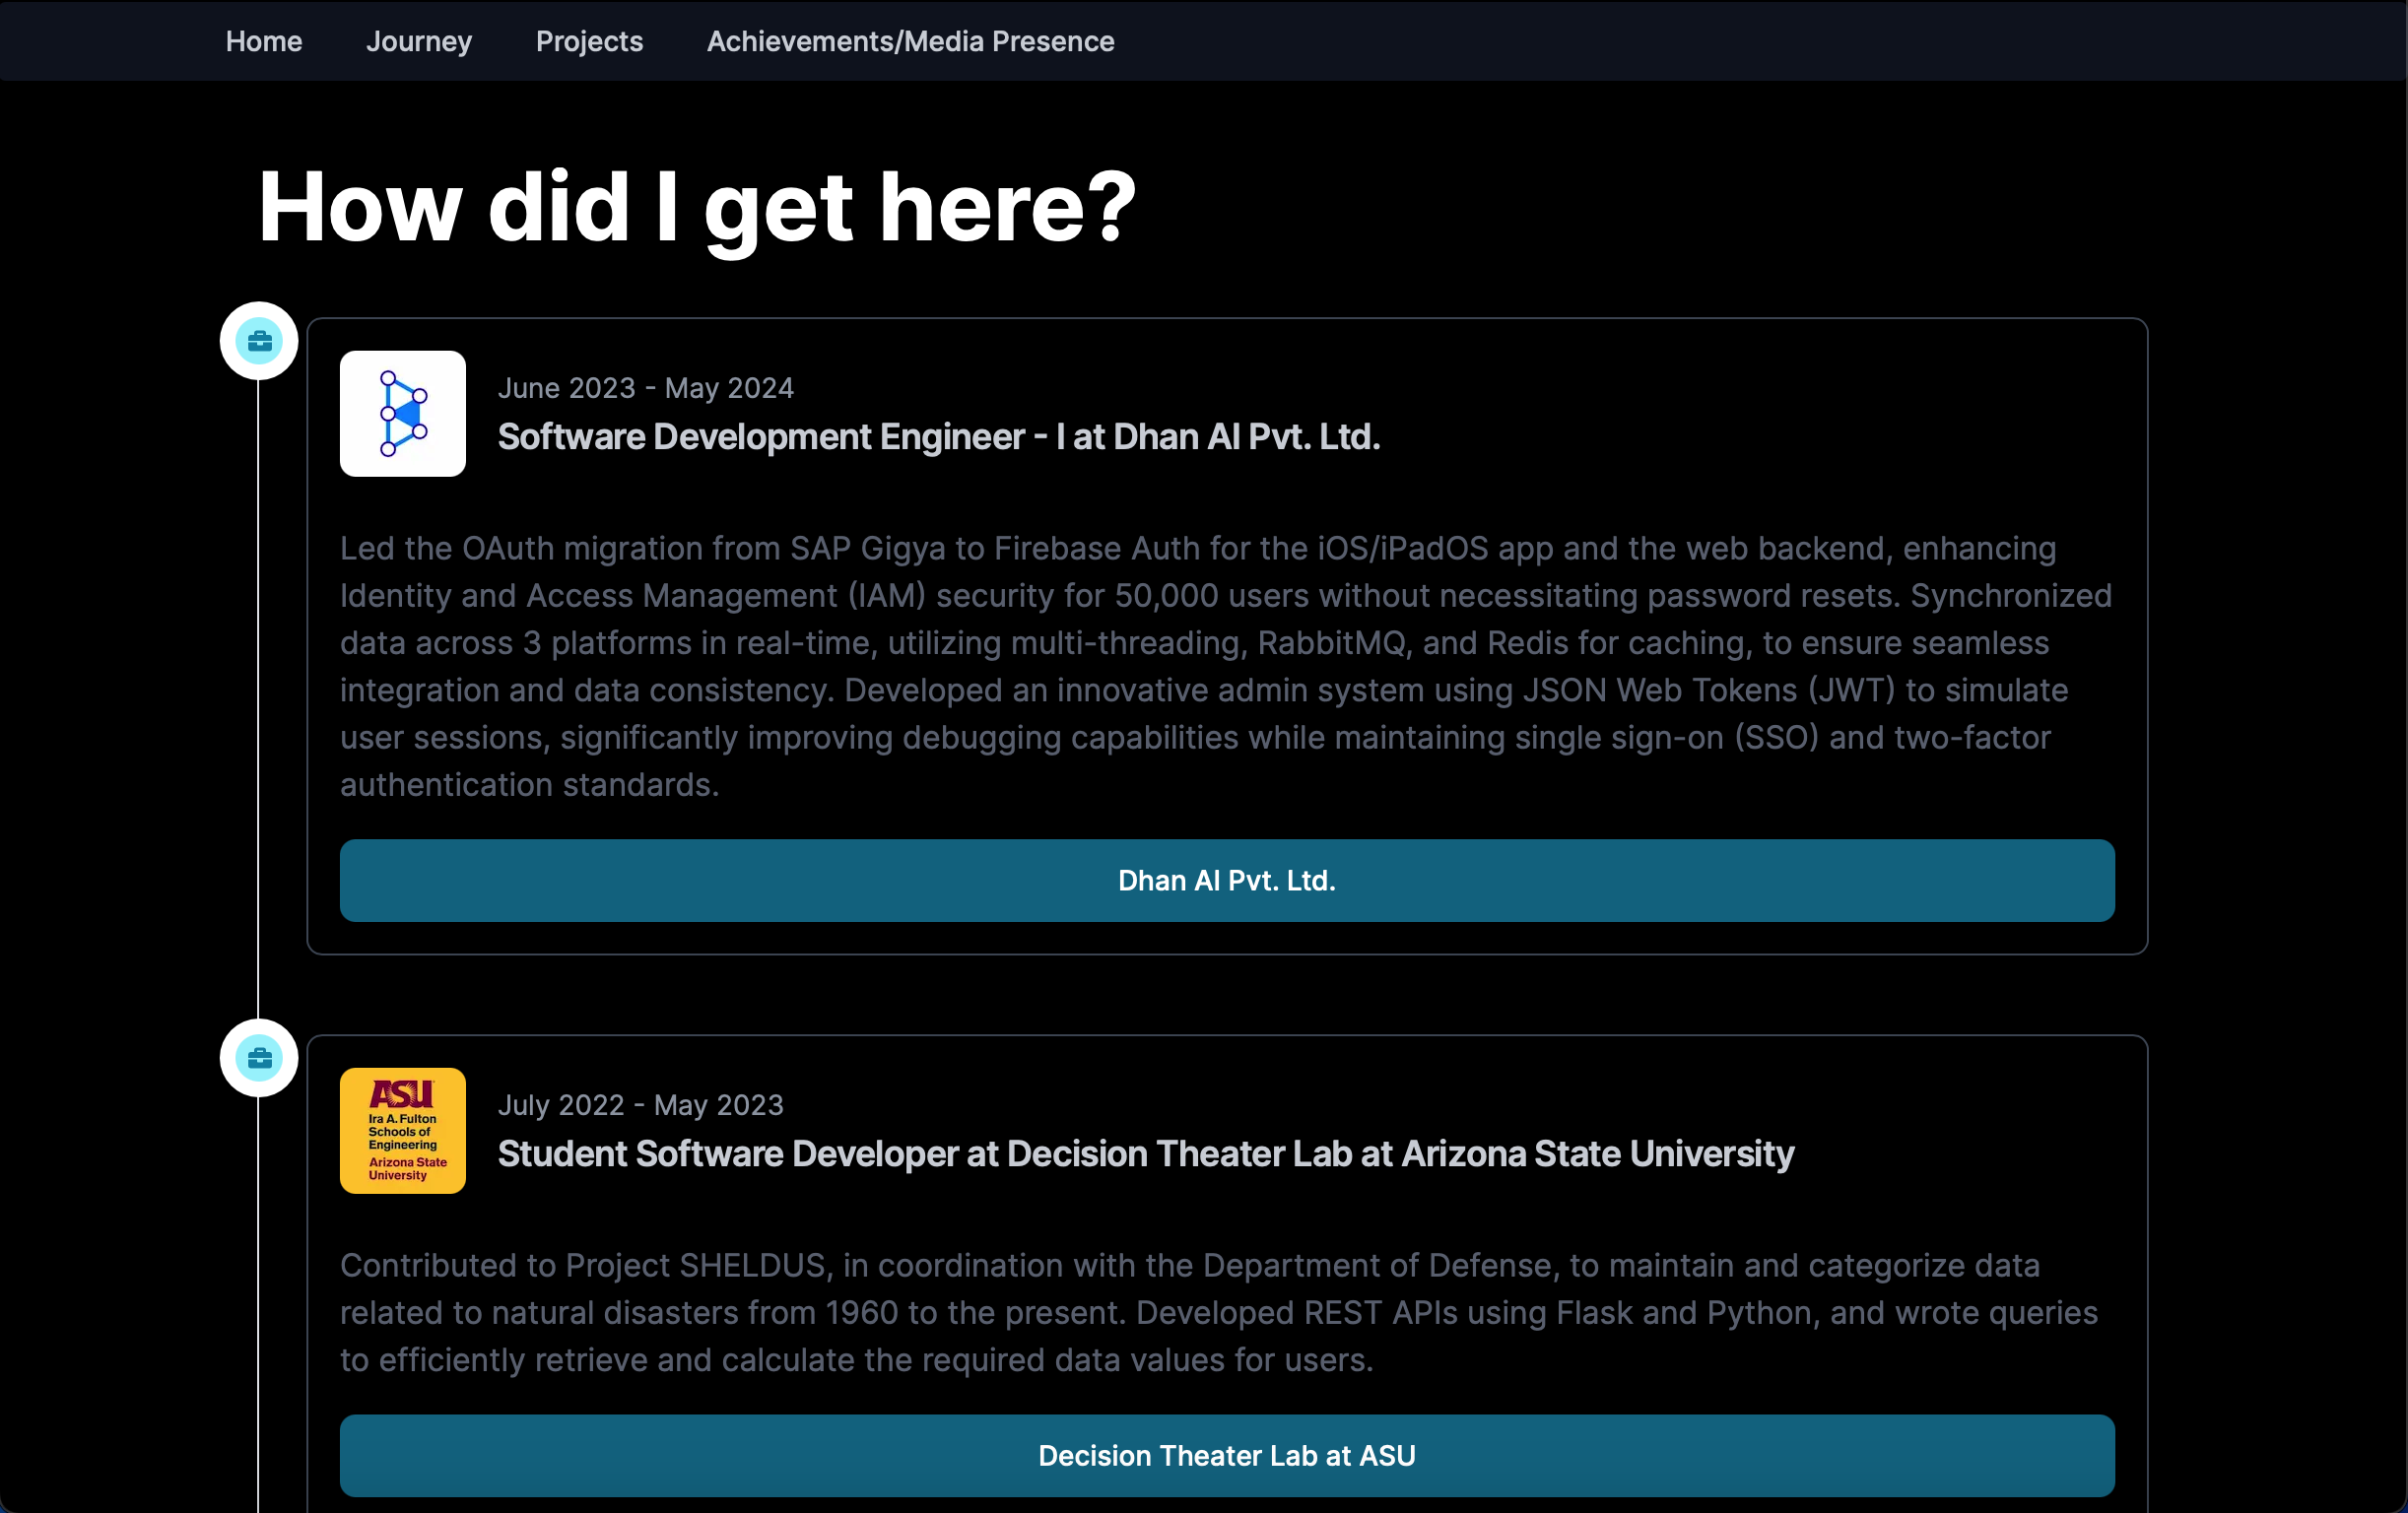 Home Journey Projects Achievements/Media Presence
How did I get here?
June 2023 - May 2024
Software Development Engineer - I at Dhan AI Pvt. Ltd.
Led the OAuth migration from SAP Gigya to Firebase Auth for the iOS/iPadOS app and the web backend, enhancing
Identity and Access Management (IAM) security for 50,000 users without necessitating password resets. Synchronized
data across 3 platforms in real-time, utilizing multi-threading, RabbitMQ, and Redis for caching, to ensure seamless
integration and data consistency. Developed an innovative admin system using JSON Web Tokens (JWT) to simulate
user sessions, significantly improving debugging capabilities while maintaining single sign-on (SSO) and two-factor
authentication standards.
Dhan AI Pvt. Ltd.
ASU
Ira A. Fulton
Schools of
Engineering
Arizona State
University
July 2022 - May 2023
Student Software Developer at Decision Theater Lab at Arizona State University
Contributed to Project SHELDUS, in coordination with the Department of Defense, to maintain and categorize data
related to natural disasters from 1960 to the present. Developed REST APIs using Flask and Python, and wrote queries
to efficiently retrieve and calculate the required data values for users.
Decision Theater Lab at ASU